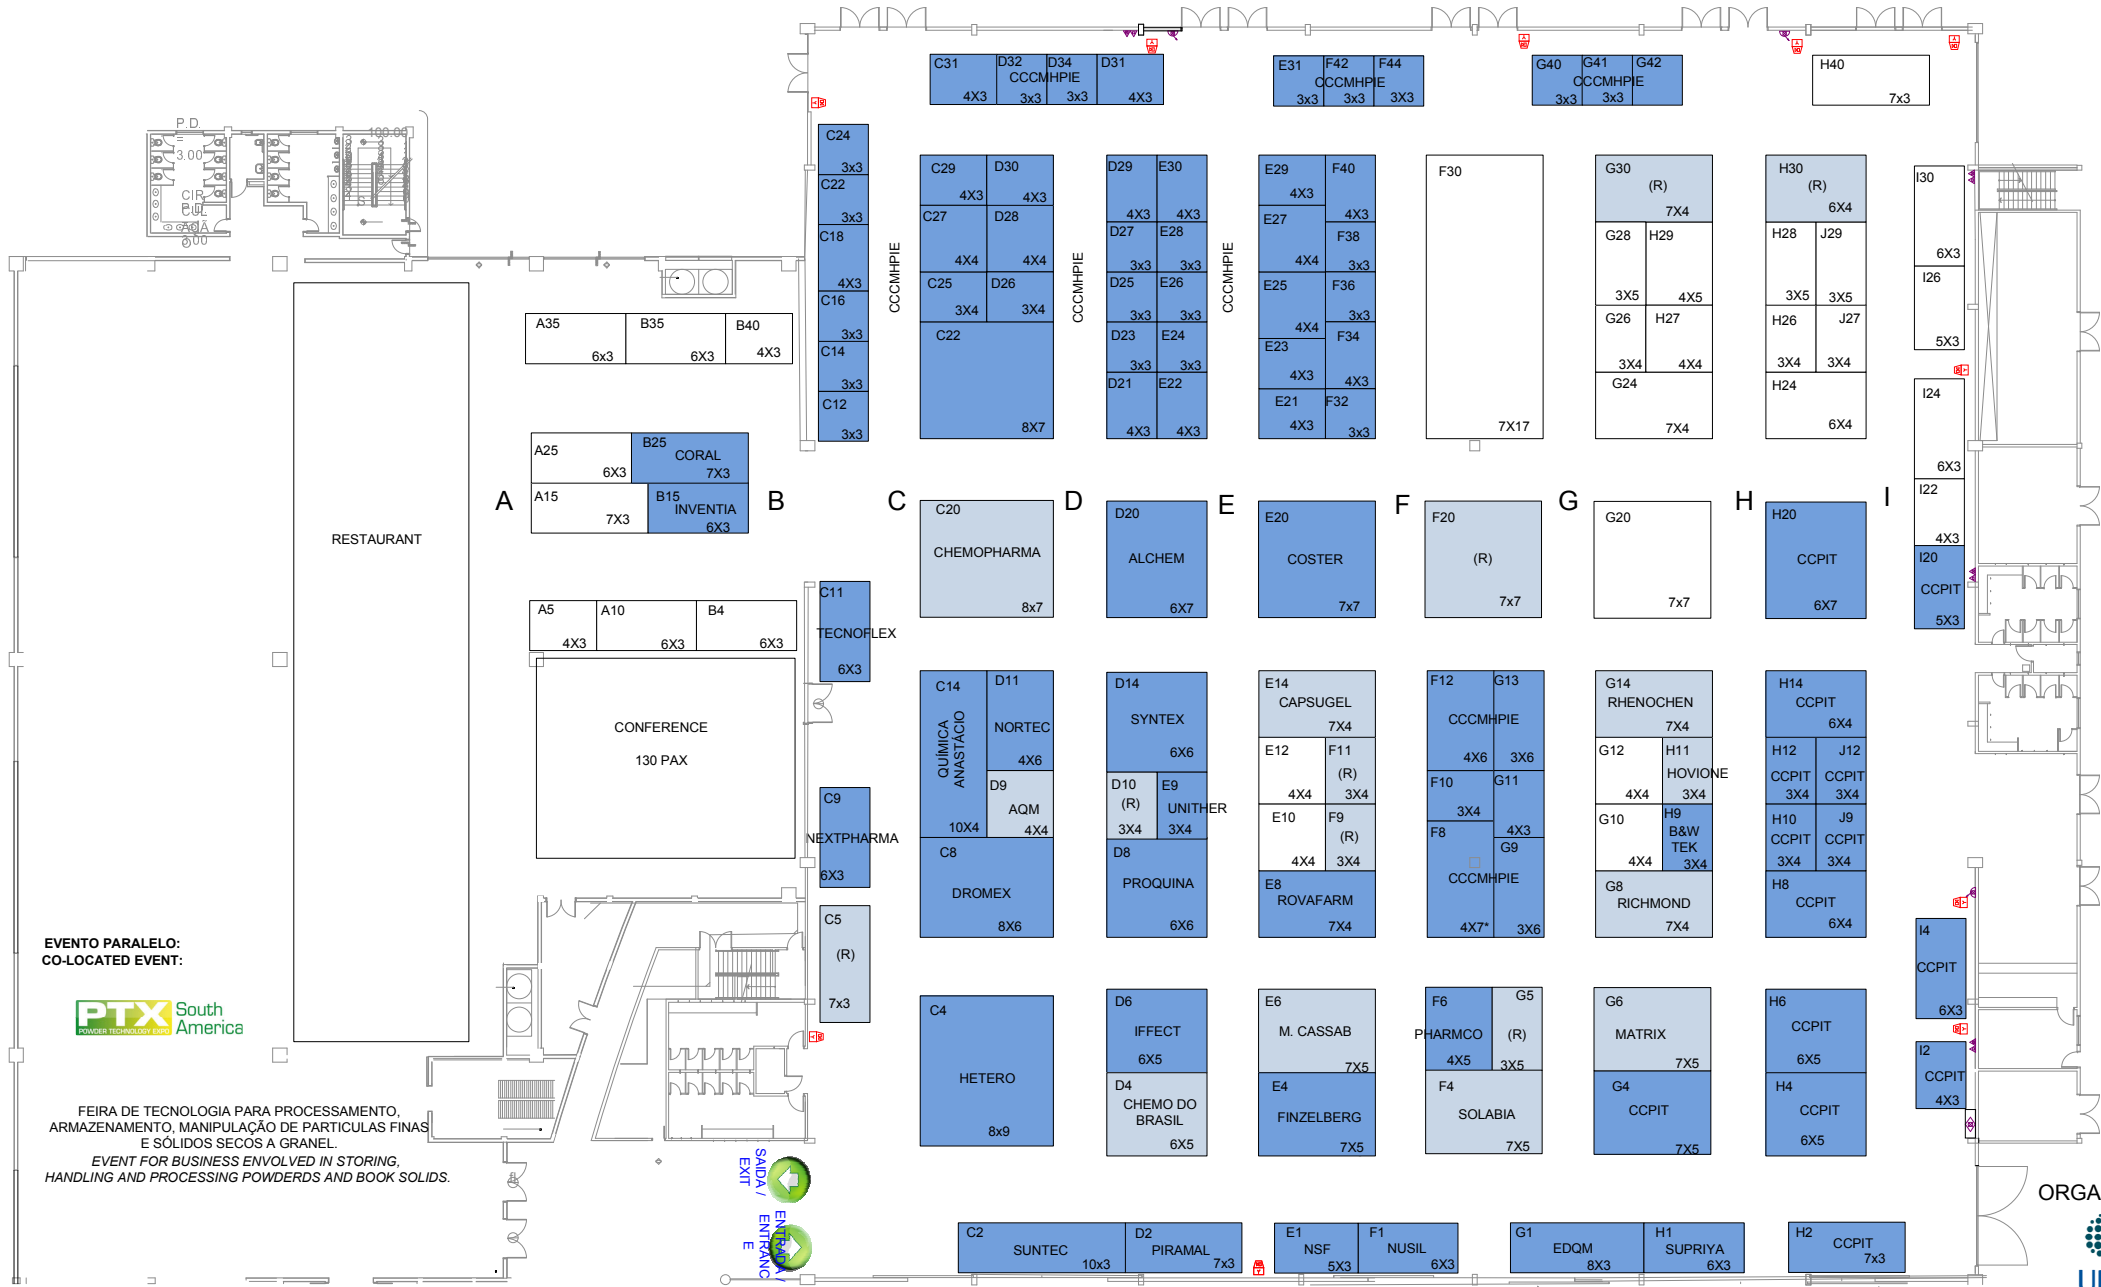 C31
4X3
D32
3x3
D34
3x3
D31
4X3
CCCMHPIE
E31
3x3
F42
3x3
F44
3X3
CCCMHPIE
G40
3x3
G41
3x3
G42
CCCMHPIE
H40
7x3
P.D.
=
3.00
100.00
S
C24
3x3
C22
3x3
C18
4X3
C16
3x3
C14
3x3
C12
3x3
CCCMHPIE
C29
4X3
D30
4X3
C27
4X4
D28
4X4
C25
3X4
D26
3X4
C22
8X7
CCCMHPIE
D29
4X3
E30
4X3
D27
3x3
E28
3x3
D25
3x3
E26
3x3
D23
3x3
E24
3x3
D21
4X3
E22
4X3
CCCMHPIE
E29
4X3
F40
4X3
E27
4X4
F38
3x3
E25
4X4
F36
3x3
E23
4X3
F34
4X3
E21
4X3
F32
3x3
F30
7X17
G30
(R)
7X4
G28
3X5
H29
4X5
G26
3X4
H27
4X4
G24
7X4
H30
(R)
6X4
H28
3X5
J29
3X5
H26
3X4
J27
3X4
H24
6X4
I30
6X3
I26
5X3
I24
6X3
I22
4X3
I20
CCPIT
5X3
A35
6x3
B35
6X3
B40
4X3
A25
6X3
B25
CORAL
7X3
A15
7X3
B15
INVENTIA
6X3
A
B
C
D
E
F
G
H
I
RESTAURANT
A5
4X3
A10
6X3
B4
6X3
CONFERENCE
130 PAX
C11
TECNOFLEX
6X3
C9
NEXTPHARMA
6X3
C5
(R)
7x3
C20
CHEMOPHARMA
8x7
D20
ALCHEM
6X7
E20
COSTER
7x7
F20
(R)
7x7
G20
7x7
H20
CCPIT
6X7
C14
QUÍMICA
ANASTÁCIO
10X4
D11
NORTEC
4X6
D9
AQM
4X4
C8
DROMEX
8X6
D14
SYNTEX
6X6
D10
(R)
3X4
E9
UNITHER
3X4
D8
PROQUINA
6X6
E14
CAPSUGEL
7X4
E12
4X4
F11
(R)
3X4
E10
4X4
F9
(R)
3X4
E8
ROVAFARM
7X4
F12
G13
CCCMHPIE
4X6
3X6
F10
3X4
G11
4X3
F8
G9
CCCMHPIE
4X7*
3X6
G14
RHENOCHEN
7X4
G12
4X4
H11
HOVIONE
3X4
G10
4X4
H9
B&W
TEK
3X4
G8
RICHMOND
7X4
H14
CCPIT
6X4
H12
CCPIT
3X4
J12
CCPIT
3X4
H10
CCPIT
3X4
J9
CCPIT
3X4
H8
CCPIT
6X4
I4
CCPIT
6X3
I2
CCPIT
4X3
C4
HETERO
8x9
D6
IFFECT
6X5
D4
CHEMO DO
BRASIL
6X5
E6
M. CASSAB
7X5
E4
FINZELBERG
7X5
F6
PHARMCO
4X5
G5
(R)
3X5
F4
SOLABIA
7X5
G6
MATRIX
7X5
G4
CCPIT
7X5
H6
CCPIT
6X5
H4
CCPIT
6X5
EVENTO PARALELO:
CO-LOCATED EVENT:
PTX South
America
POWDER TECHNOLOGY EXPO
FEIRA DE TECNOLOGIA PARA PROCESSAMENTO,
ARMAZENAMENTO, MANIPULAÇÃO DE PARTICULAS FINAS
E SÓLIDOS SECOS A GRANEL.
EVENT FOR BUSINESS ENVOLVED IN STORING,
HANDLING AND PROCESSING POWDERDS AND BOOK SOLIDS.
SAIDA /
EXIT
ENTRADA /
ENTRANC
E
C2
SUNTEC
10x3
D2
PIRAMAL
7x3
E1
NSF
5X3
F1
NUSIL
6X3
G1
EDQM
8X3
H1
SUPRIYA
6X3
H2
CCPIT
7x3
ORGA